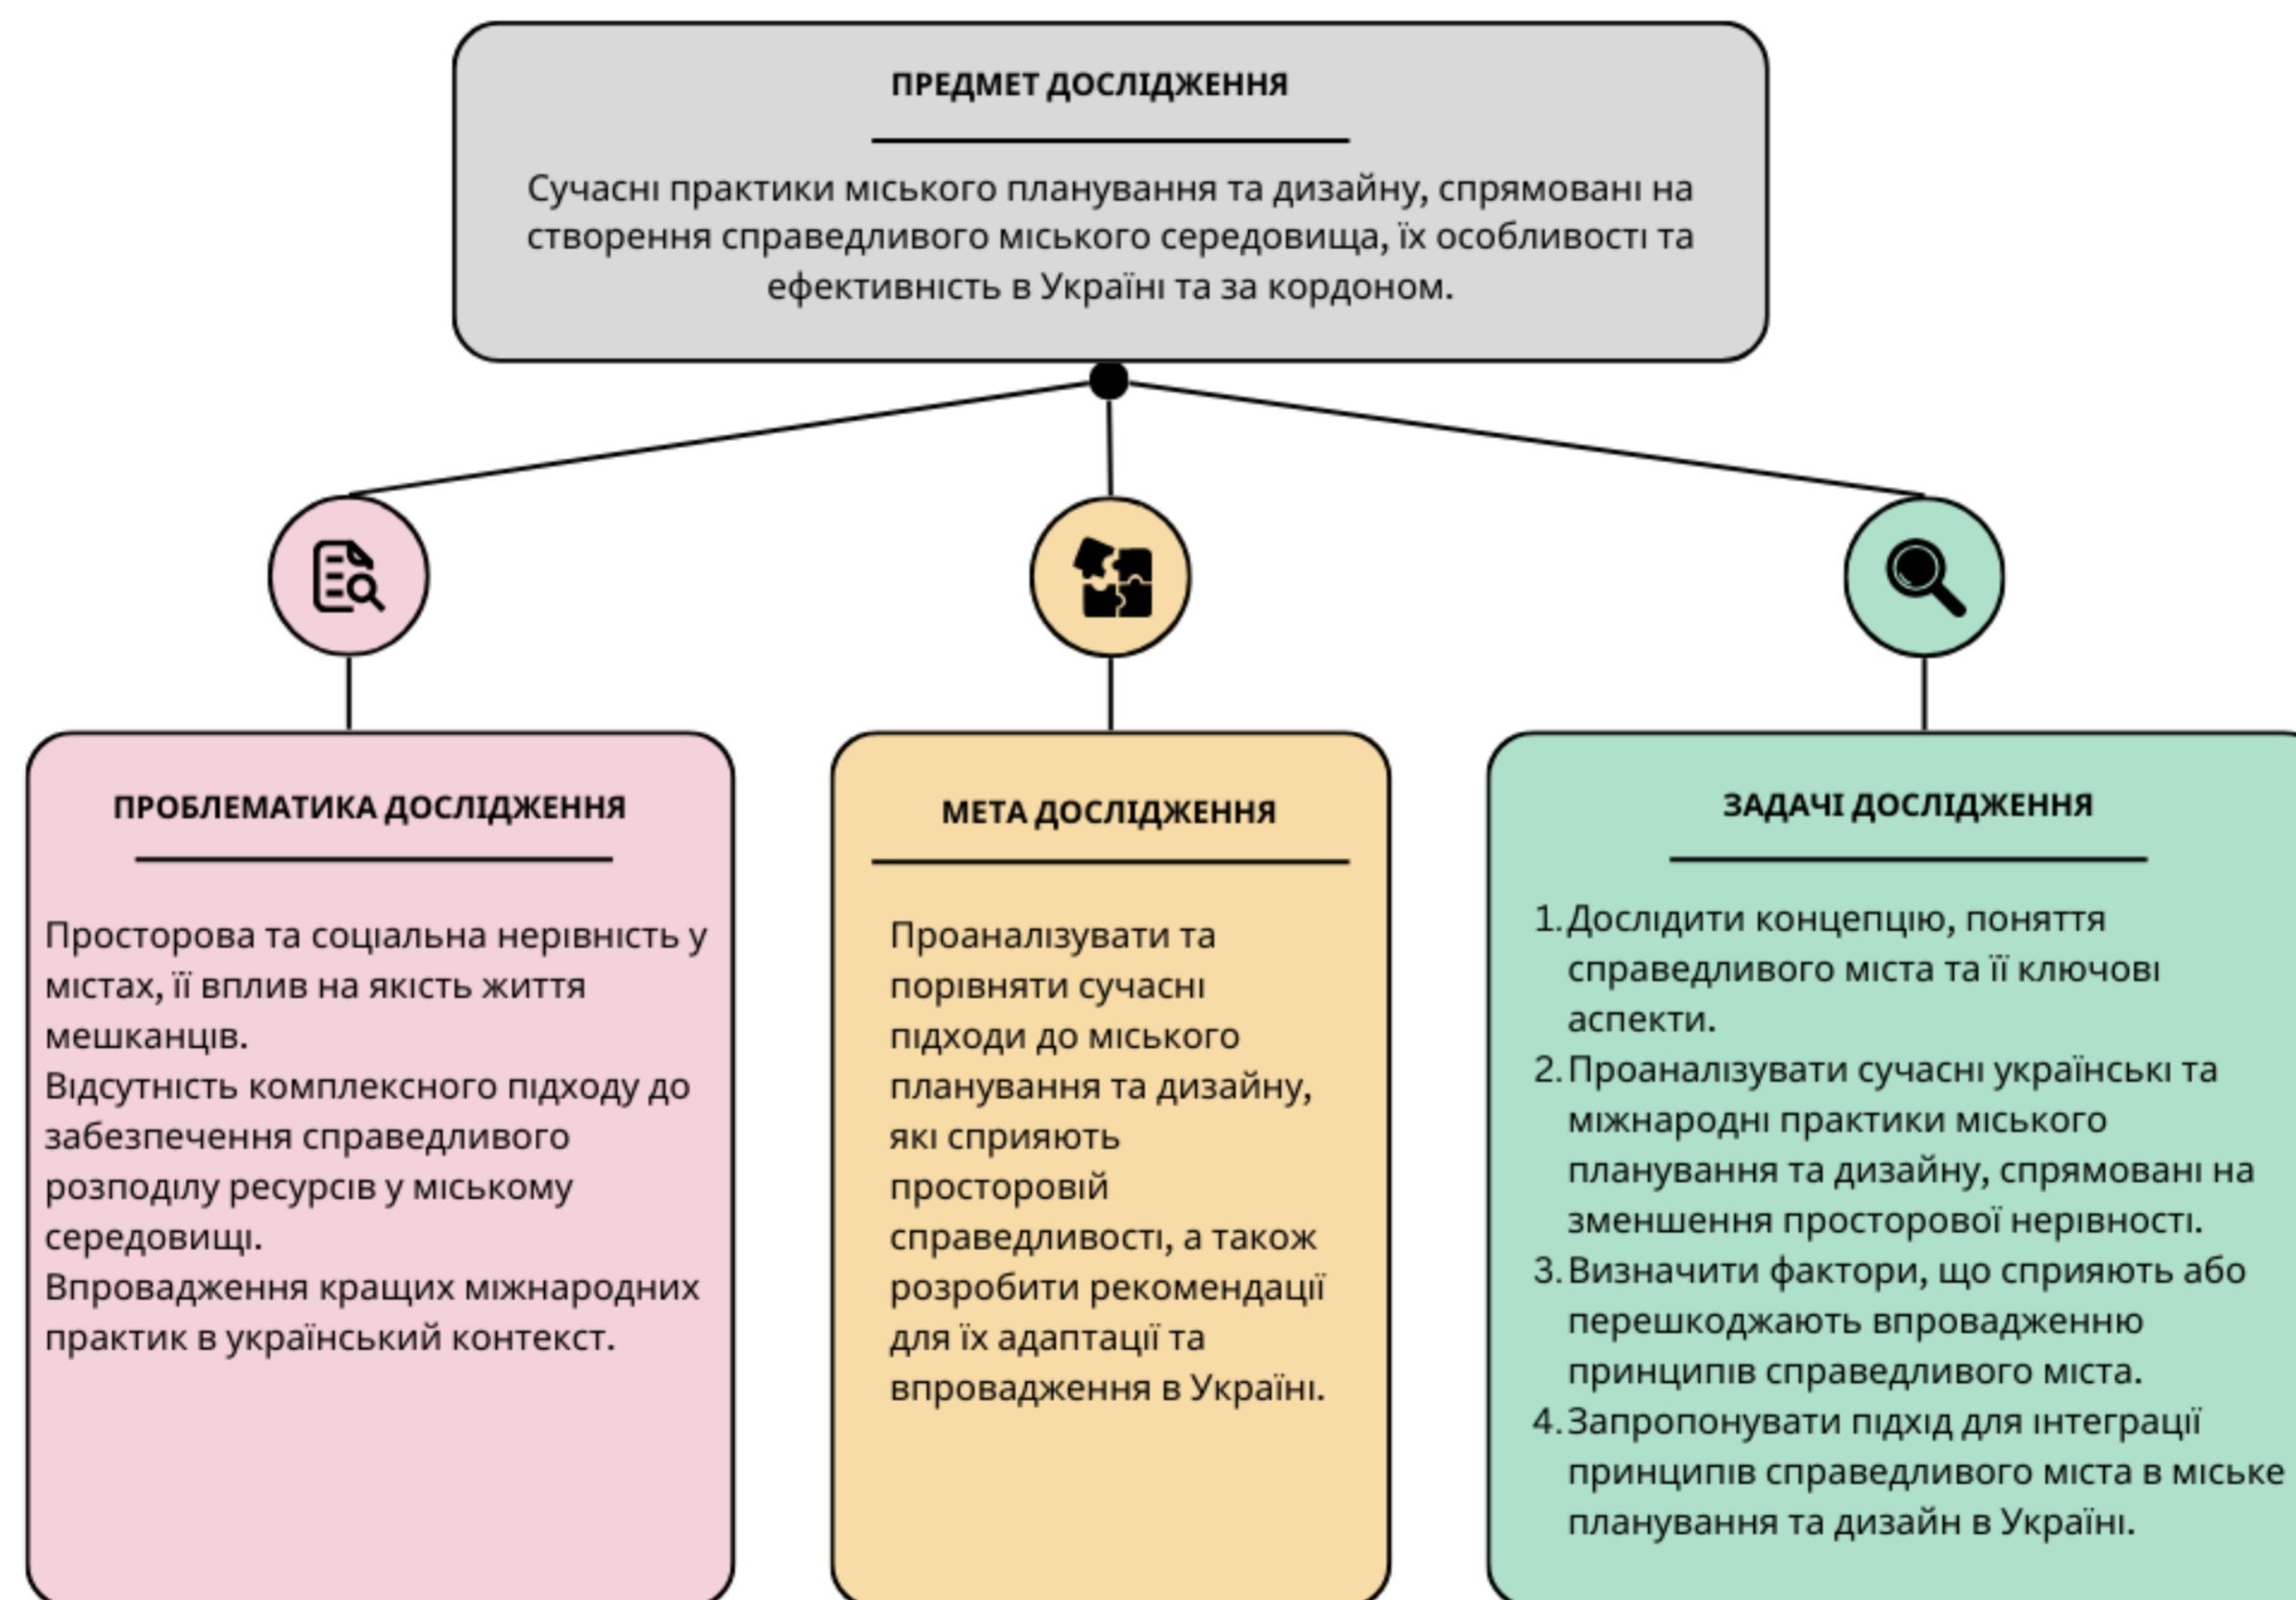 ПРЕДМЕТ ДОСЛІДЖЕННЯ
Сучасні практики міського планування та дизайну, спрямовані на
створення справедливого міського середовища, їх особливості та
ефективність в Україні та за кордоном.
ПРОБЛЕМАТИКА ДОСЛІДЖЕННЯ
Просторова та соціальна нерівність у
містах, її вплив на якість життя
мешканців.
Відсутність комплексного підходу до
забезпечення справедливого
розподілу ресурсів у міському
середовищі.
Впровадження кращих міжнародних
практик в український контекст.
МЕТА ДОСЛІДЖЕННЯ
Проаналізувати та
порівняти сучасні
підходи до міського
планування та дизайну,
які сприяють
просторовій
справедливості, а також
розробити рекомендації
для їх адаптації та
впровадження в Україні.
ЗАДАЧІ ДОСЛІДЖЕННЯ
1. Дослідити концепцію, поняття
справедливого міста та її ключові
аспекти.
2. Проаналізувати сучасні українські та
міжнародні практики міського
планування та дизайну, спрямовані на
зменшення просторової нерівності.
3. Визначити фактори, що сприяють або
перешкоджають впровадженню
принципів справедливого міста.
4. Запропонувати підхід для інтеграції
принципів справедливого міста в міське
планування та дизайн в Україні.